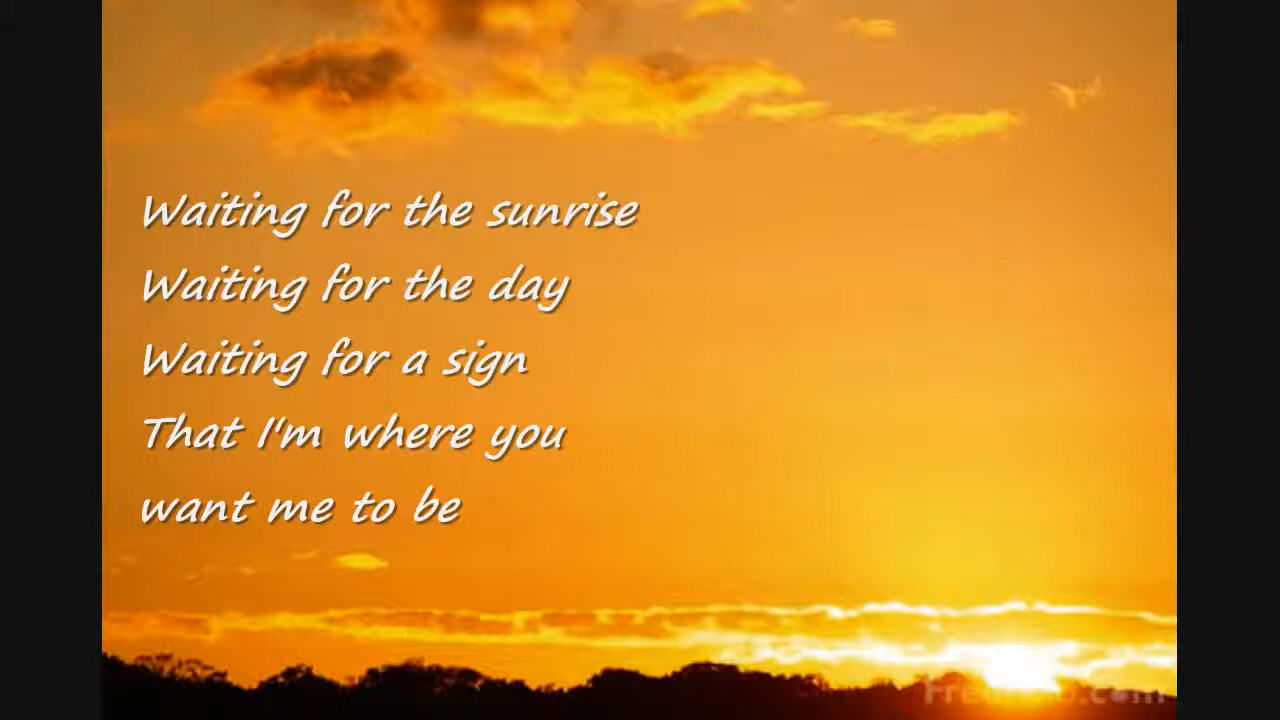 Waiting for the sunrise
Waiting for the day
Waiting for a sign
That I'm where you
want me to be